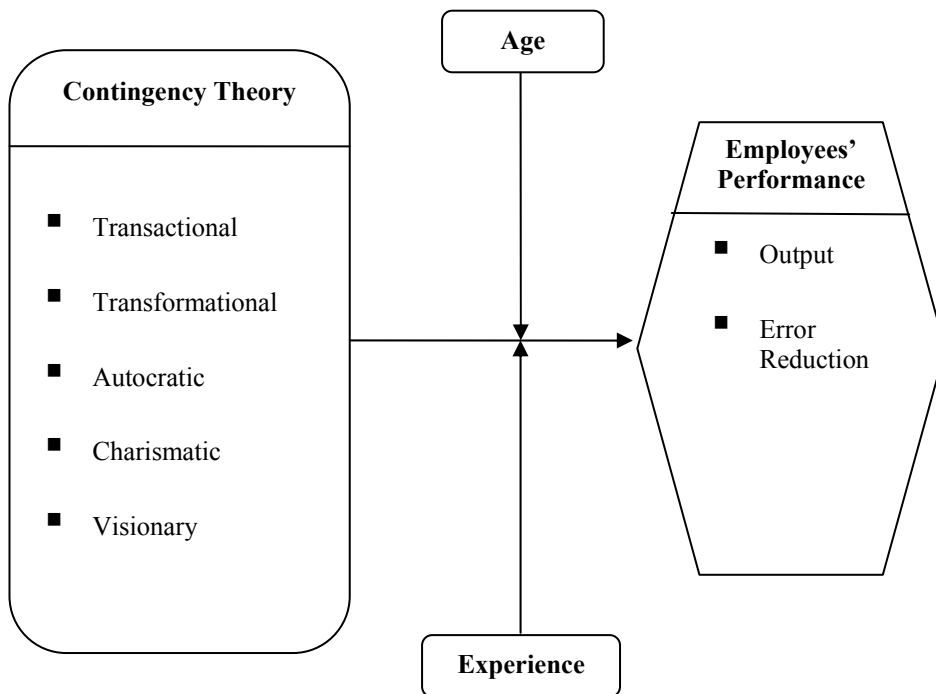 Age
Contingency Theory
■ Transactional
■ Transformational
■ Autocratic
■ Charismatic
■ Visionary
Employees’
Performance
■ Output
■ Error
Reduction
Experience